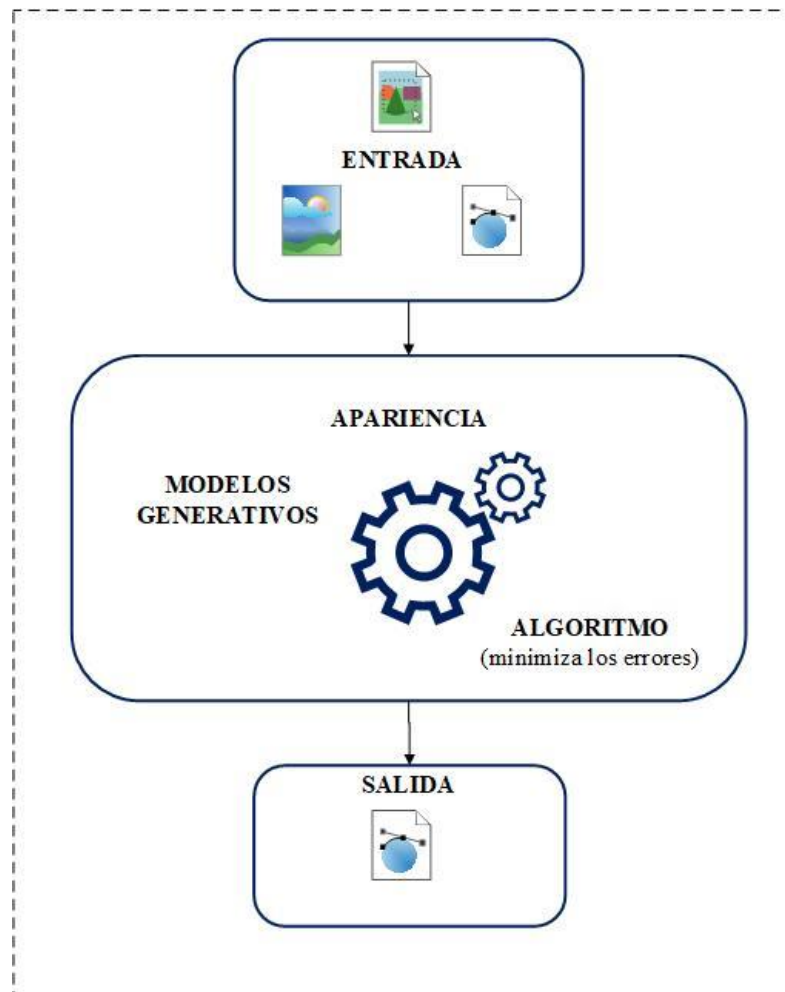 ENTRADA
APARIENCIA
MODELOS
GENERATIVOS
ALGORITMO
(minimiza los errores)
SALIDA